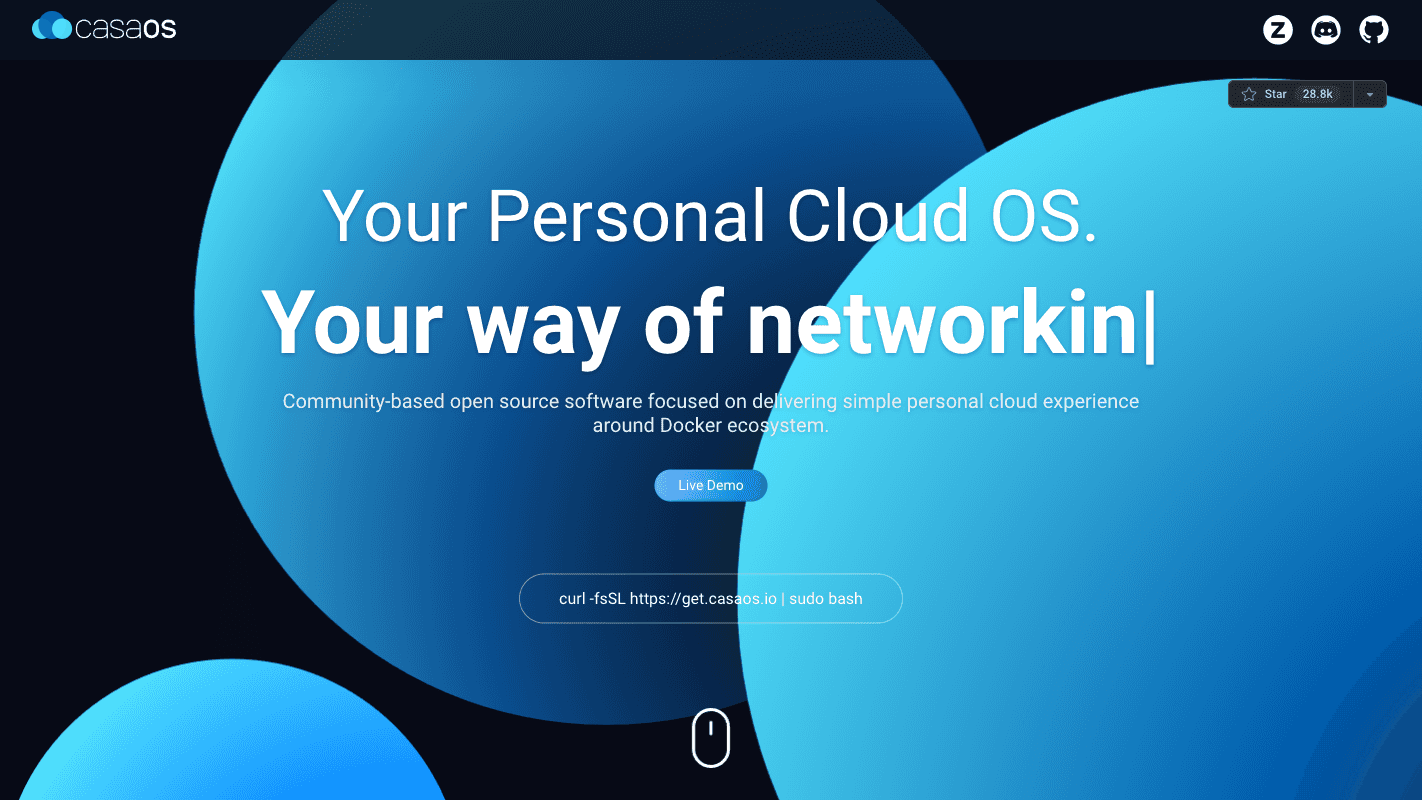 casaos
Z
Star 28.8k
Your Personal Cloud OS.
Your way of networkin|
Community-based open source software focused on delivering simple personal cloud experience
around Docker ecosystem.
Live Demo
curl -fsSL https://get.casaos.io | sudo bash